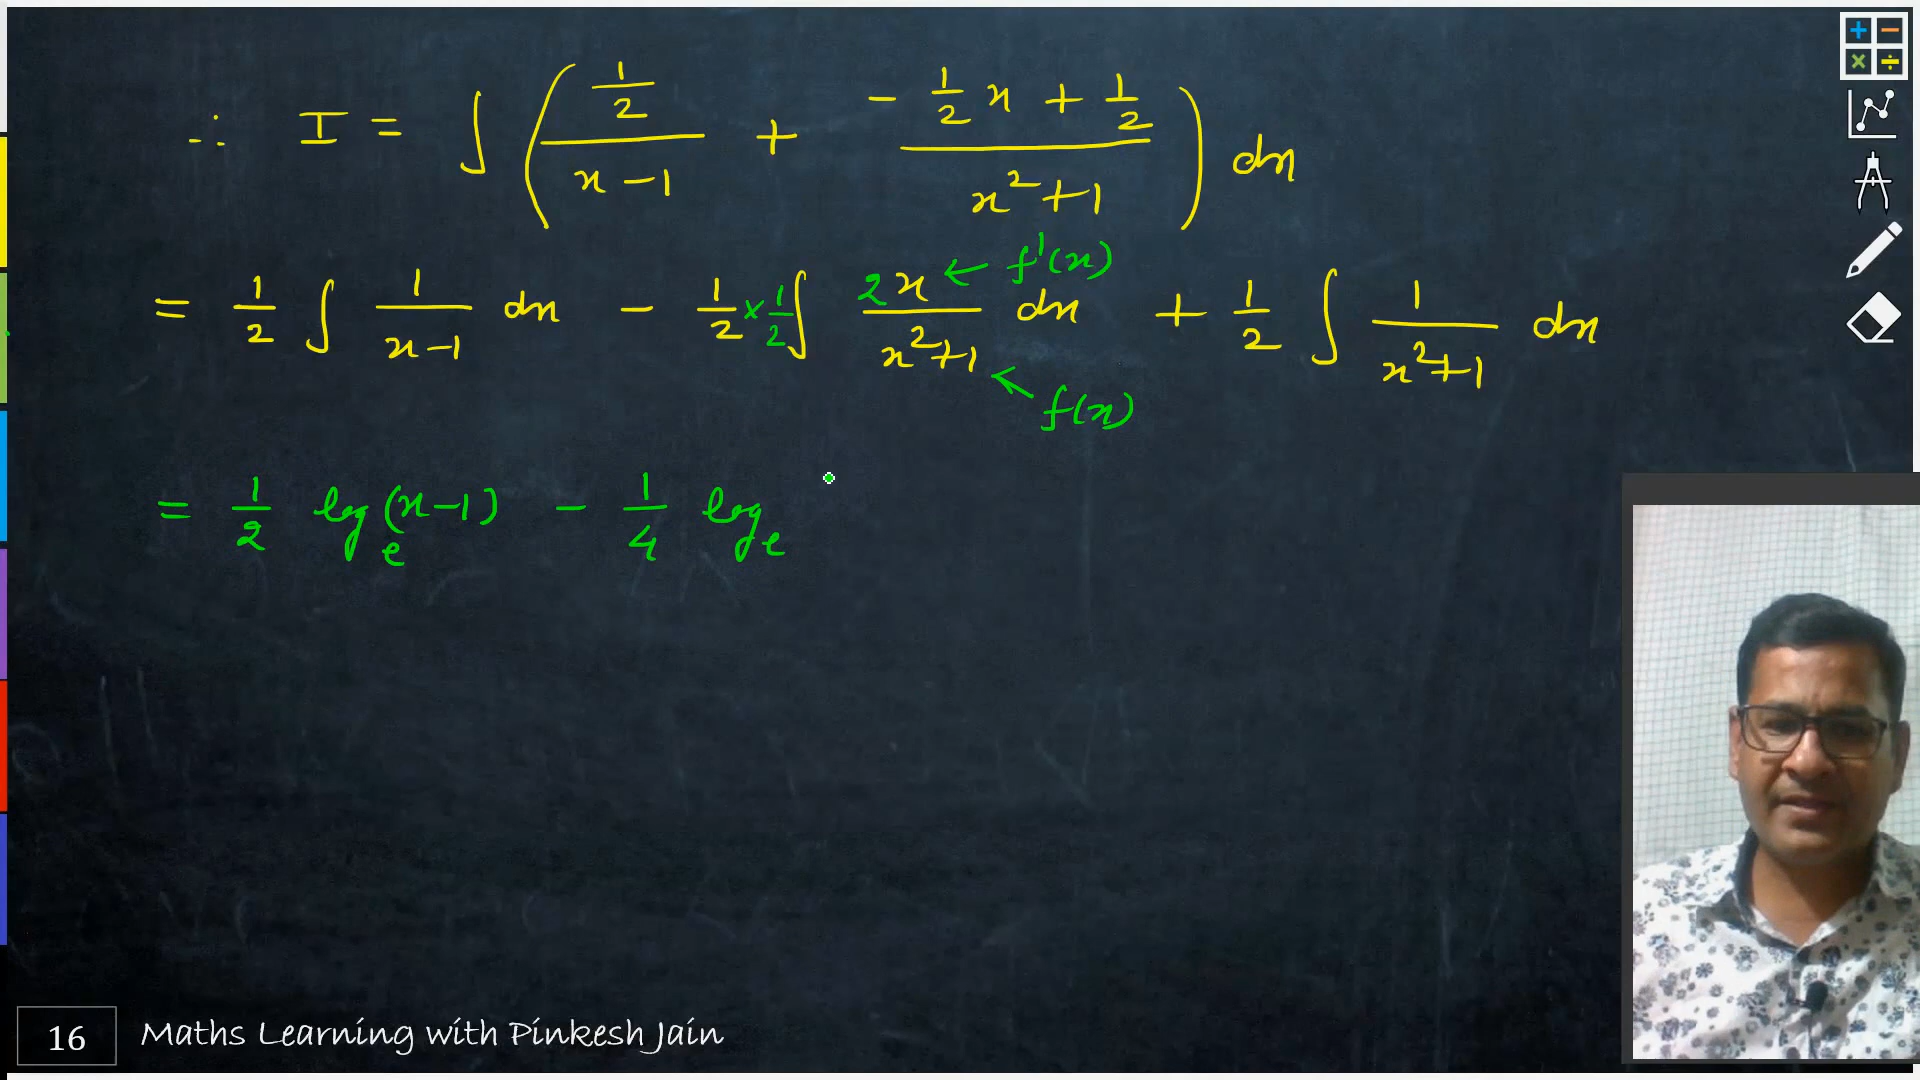 ∴ I = ∫ ( (1/2)/(x-1) + (-1/2 x + 1/2)/(x²+1) ) dx
= 1/2 ∫ 1/(x-1) dx - 1/2 × 1/2 ∫ 2x/(x²+1) dx + 1/2 ∫ 1/(x²+1) dx
← f'(x)
← f(x)
= 1/2 logₑ(x-1) - 1/4 logₑ
16 Maths Learning with Pinkesh Jain